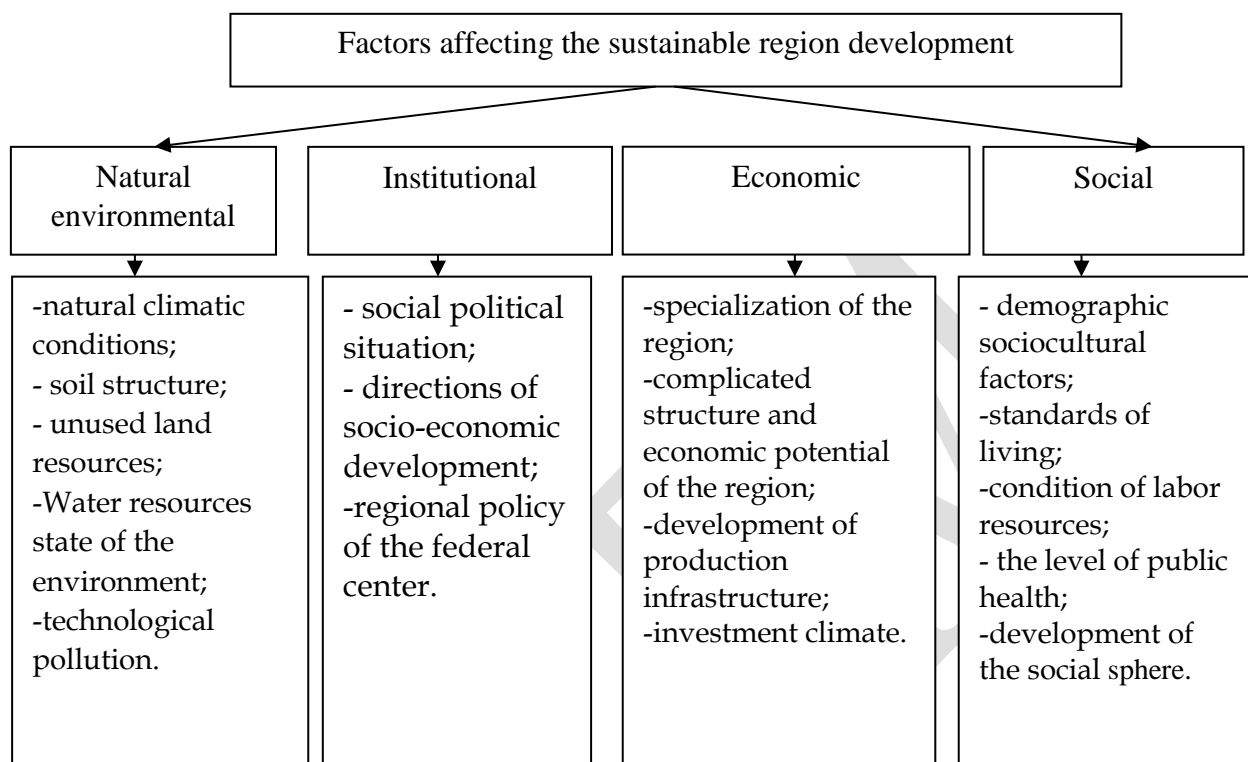 Factors affecting the sustainable region development
Natural
environmental
Institutional
Economic
Social
-natural climatic
conditions;
- soil structure;
- unused land
resources;
-Water resources
state of the
environment;
-technological
pollution.
- social political
situation;
- directions of
socio-economic
development;
-regional policy
of the federal
center.
-specialization of the
region;
-complicated
structure and
economic potential
of the region;
-development of
production
infrastructure;
-investment climate.
- demographic
sociocultural
factors;
-standards of
living;
-condition of labor
resources;
- the level of public
health;
-development of
the social sphere.